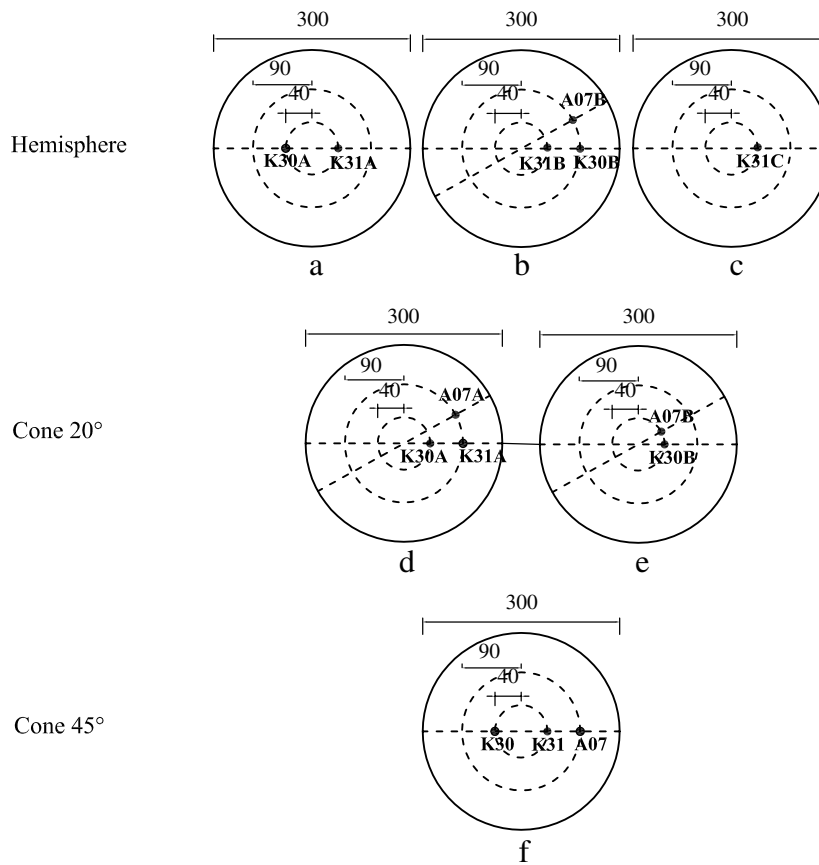 300 300 300
90 90 90
40 40 40
A07B
Hemisphere
K30A K31A K31B K30B K31C
a b c
300 300
90 90
40 40
A07A A07B
Cone 20°
K30A K31A K30B
d e
300
90
40
Cone 45°
K30 K31 A07
f